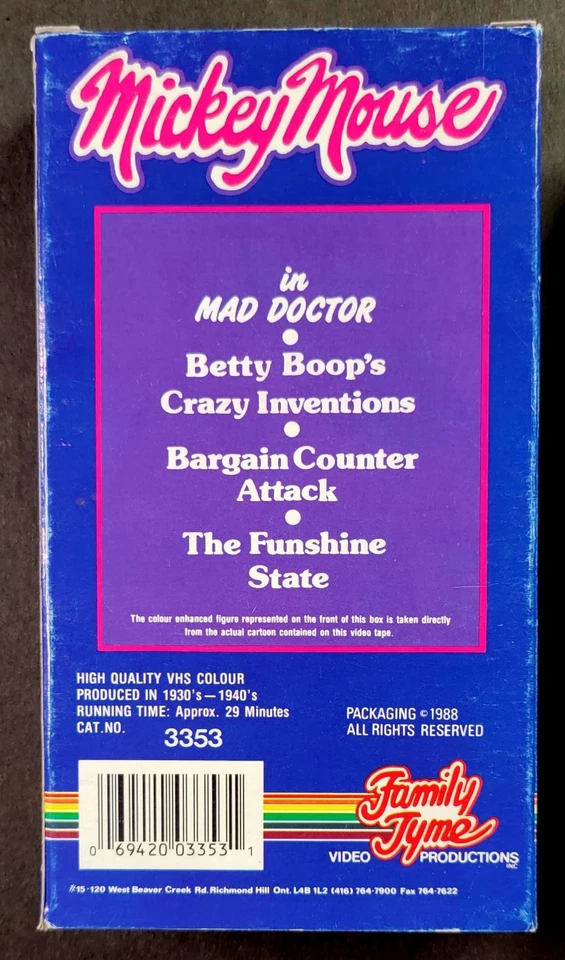 Mickey Mouse
in
MAD DOCTOR
Betty Boop's
Crazy Inventions
Bargain Counter
Attack
The Funshine
State
The colour enhanced figure represented on the front of this box is taken directly
from the actual cartoon contained on this video tape.
HIGH QUALITY VHS COLOUR
PRODUCED IN 1930's—1940's
RUNNING TIME: Approx. 29 Minutes
CAT.NO. 3353
PACKAGING ©1988
ALL RIGHTS RESERVED
0 69420 03353 1
Family
Tyme
VIDEO PRODUCTIONS INC
#15-120 West Beaver Creek Rd. Richmond Hill Ont. L4B 1L2 (416) 764-7900 Fax 764-7622